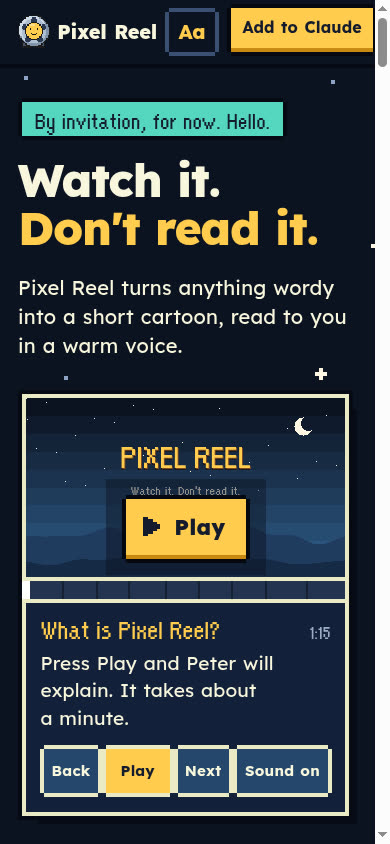 Pixel Reel
Aa
Add to Claude
By invitation, for now. Hello.
Watch it.
Don't read it.
Pixel Reel turns anything wordy
into a short cartoon, read to you
in a warm voice.
PIXEL REEL
Watch it. Don't read it.
Play
What is Pixel Reel?
1:15
Press Play and Peter will
explain. It takes about
a minute.
Back
Play
Next
Sound on